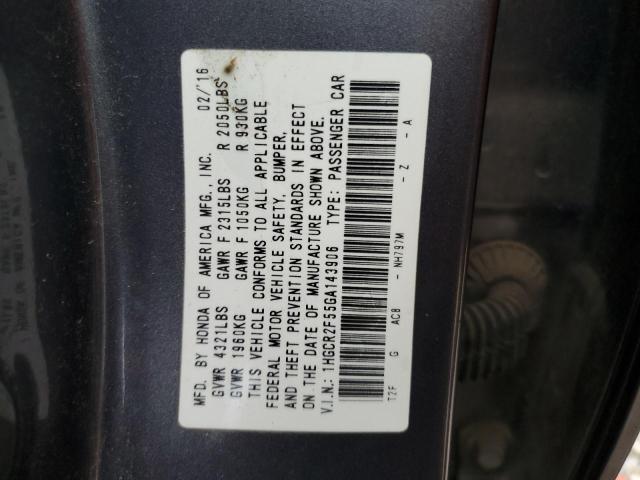 MFD. BY HONDA OF AMERICA MFG., INC. 02/'16
GVWR 4321LBS GAWR F 2315LBS R 2050LBS
GVWR 1960KG GAWR F 1050KG R 930KG
THIS VEHICLE CONFORMS TO ALL APPLICABLE
FEDERAL MOTOR VEHICLE SAFETY, BUMPER,
AND THEFT PREVENTION STANDARDS IN EFFECT
ON THE DATE OF MANUFACTURE SHOWN ABOVE.
V.I.N.: 1HGCR2F55GA143906 TYPE: PASSENGER CAR
T2F G AC8 - NH797M - Z - A